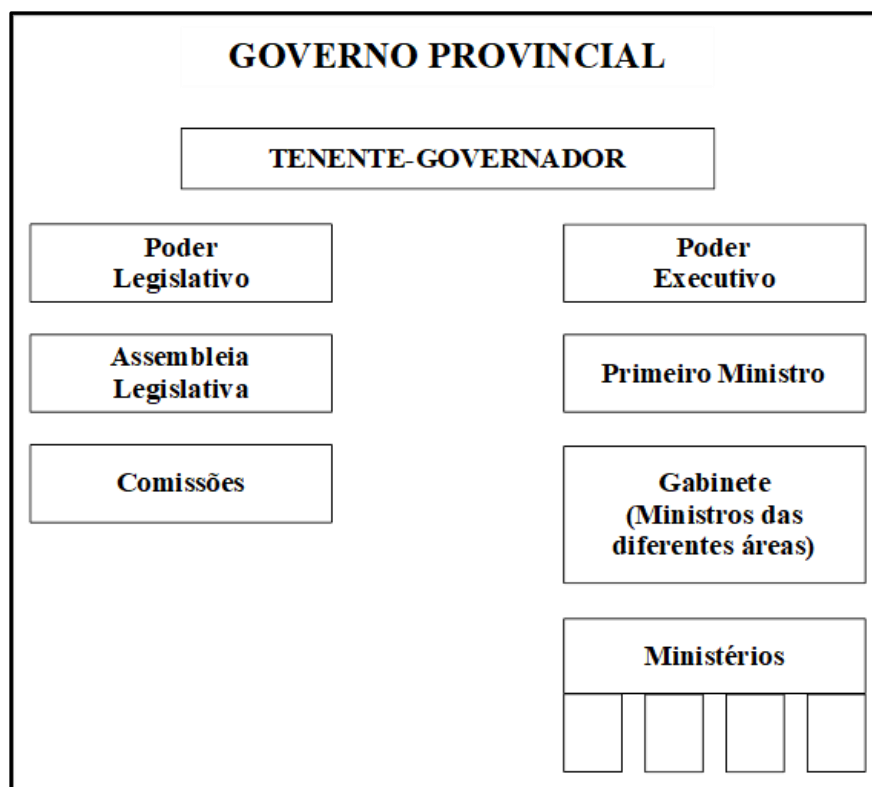 GOVERNO PROVINCIAL
TENENTE-GOVERNADOR
Poder
Legislativo
Poder
Executivo
Assembleia
Legislativa
Primeiro Ministro
Comissões
Gabinete
(Ministros das
diferentes áreas)
Ministérios